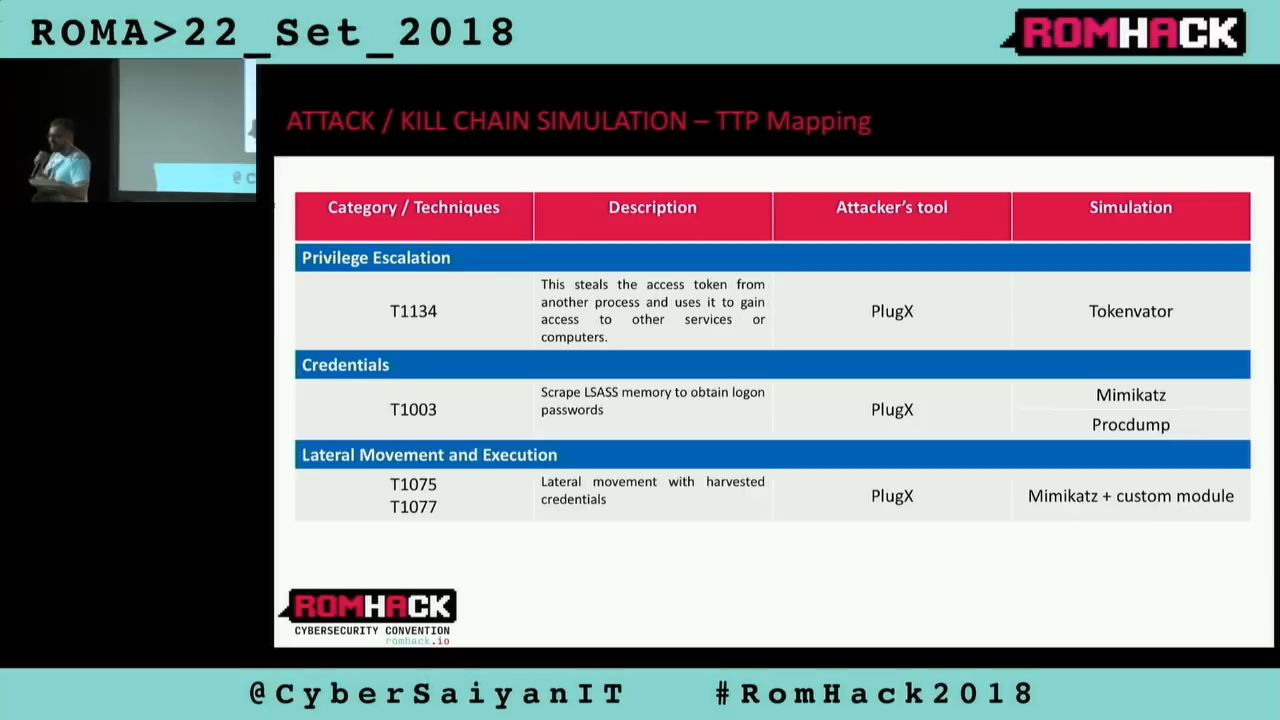 ROMA>22_Set_2018
ROMHACK
@ C
ATTACK / KILL CHAIN SIMULATION – TTP Mapping
Category / Techniques
Description
Attacker's tool
Simulation
Privilege Escalation
T1134
This steals the access token from
another process and uses it to gain
access to other services or
computers.
PlugX
Tokenvator
Credentials
T1003
Scrape LSASS memory to obtain logon
passwords
PlugX
Mimikatz
Procdump
Lateral Movement and Execution
T1075
T1077
Lateral movement with harvested
credentials
PlugX
Mimikatz + custom module
ROMHACK
CYBERSECURITY CONVENTION
romhack.io
@CyberSaiyanIT
#RomHack2018